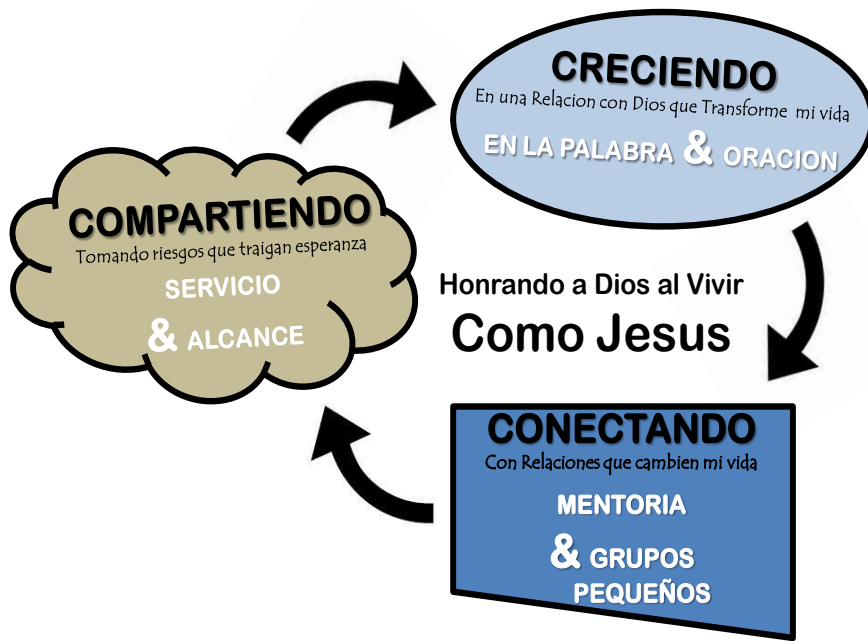 CRECIENDO
En una Relacion con Dios que Transforme mi vida
EN LA PALABRA & ORACION
COMPARTIENDO
Tomando riesgos que traigan esperanza
SERVICIO
& ALCANCE
Honrando a Dios al Vivir
Como Jesus
CONECTANDO
Con Relaciones que cambien mi vida
MENTORIA
& GRUPOS
PEQUEÑOS